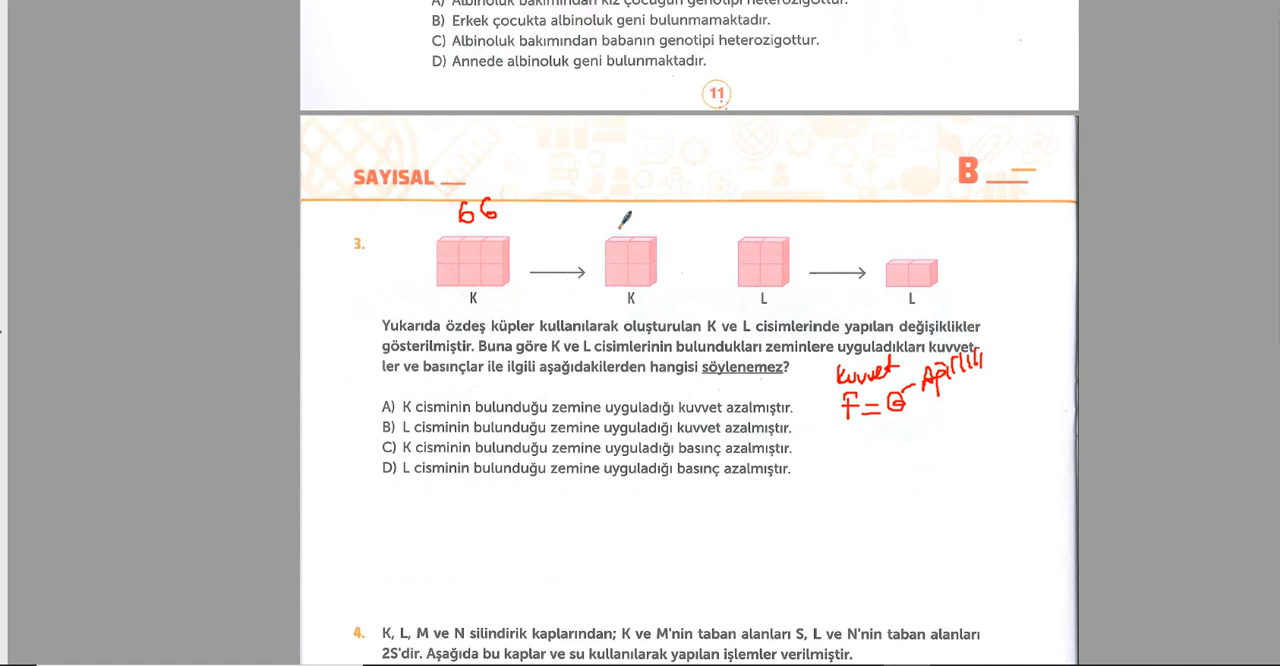 A) Albinoluk bakımından kız çocuğun genotipi heterozigottur.
B) Erkek çocukta albinoluk geni bulunmamaktadır.
C) Albinoluk bakımından babanın genotipi heterozigottur.
D) Annede albinoluk geni bulunmaktadır.
11
SAYISAL
B
6G
3.
K K L L
Yukarıda özdeş küpler kullanılarak oluşturulan K ve L cisimlerinde yapılan değişiklikler
gösterilmiştir. Buna göre K ve L cisimlerinin bulundukları zeminlere uyguladıkları kuvvet-
ler ve basınçlar ile ilgili aşağıdakilerden hangisi söylenemez?
kuvvet
F = G Ağırlık
A) K cisminin bulunduğu zemine uyguladığı kuvvet azalmıştır.
B) L cisminin bulunduğu zemine uyguladığı kuvvet azalmıştır.
C) K cisminin bulunduğu zemine uyguladığı basınç azalmıştır.
D) L cisminin bulunduğu zemine uyguladığı basınç azalmıştır.
4. K, L, M ve N silindirik kaplarından; K ve M'nin taban alanları S, L ve N'nin taban alanları
2S'dir. Aşağıda bu kaplar ve su kullanılarak yapılan işlemler verilmiştir.